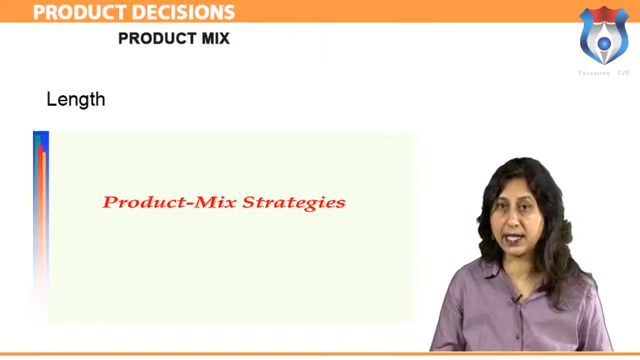 PRODUCT DECISIONS
PRODUCT MIX
Length
Product-Mix Strategies